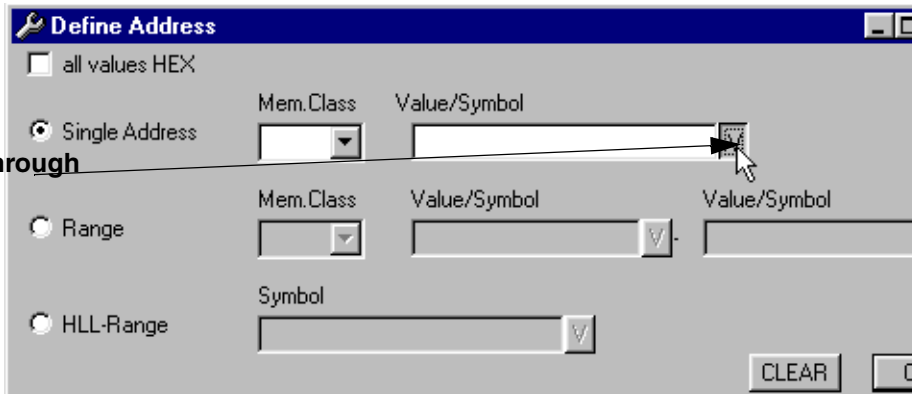 Define Address
all values HEX
Mem.Class Value/Symbol
Single Address V
rough
Mem.Class Value/Symbol Value/Symbol
Range V -
Symbol
HLL-Range V
CLEAR